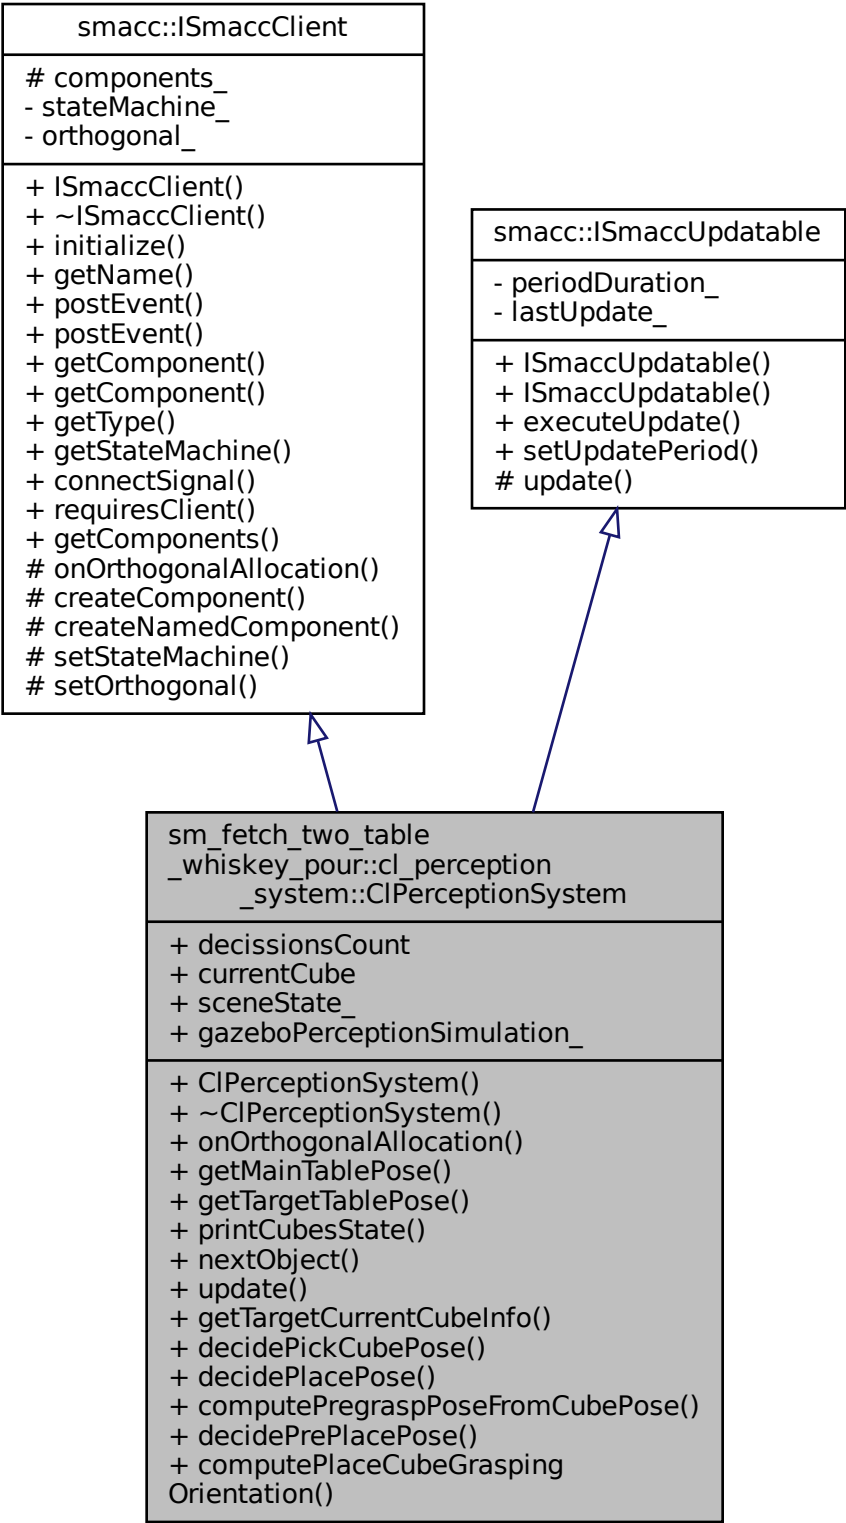 smacc::ISmaccClient
# components_
- stateMachine_
- orthogonal_
+ ISmaccClient()
+ ~ISmaccClient()
+ initialize()
+ getName()
+ postEvent()
+ postEvent()
+ getComponent()
+ getComponent()
+ getType()
+ getStateMachine()
+ connectSignal()
+ requiresClient()
+ getComponents()
# onOrthogonalAllocation()
# createComponent()
# createNamedComponent()
# setStateMachine()
# setOrthogonal()
smacc::ISmaccUpdatable
- periodDuration_
- lastUpdate_
+ ISmaccUpdatable()
+ ISmaccUpdatable()
+ executeUpdate()
+ setUpdatePeriod()
# update()
sm_fetch_two_table
_whiskey_pour::cl_perception
_system::ClPerceptionSystem
+ decissionsCount
+ currentCube
+ sceneState_
+ gazeboPerceptionSimulation_
+ ClPerceptionSystem()
+ ~ClPerceptionSystem()
+ onOrthogonalAllocation()
+ getMainTablePose()
+ getTargetTablePose()
+ printCubesState()
+ nextObject()
+ update()
+ getTargetCurrentCubeInfo()
+ decidePickCubePose()
+ decidePlacePose()
+ computePregraspPoseFromCubePose()
+ decidePrePlacePose()
+ computePlaceCubeGrasping
Orientation()